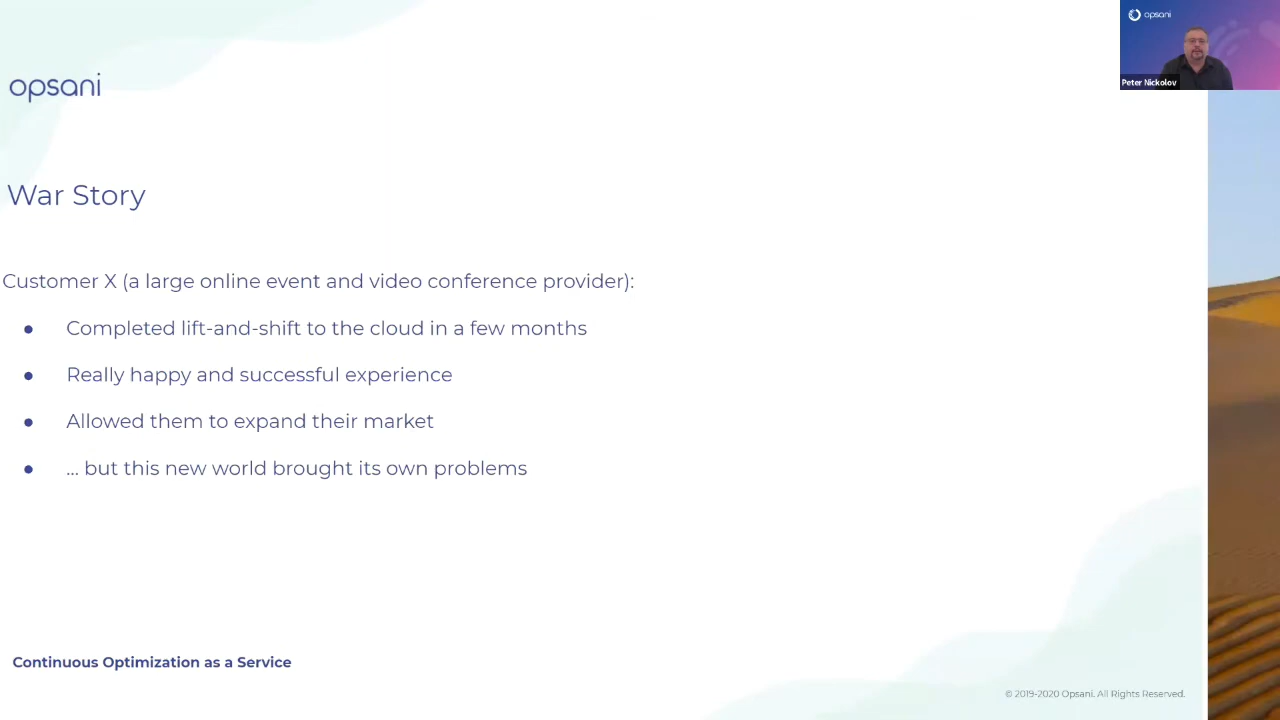 opsani
Peter Nickolov
opsani
War Story
Customer X (a large online event and video conference provider):
● Completed lift-and-shift to the cloud in a few months
● Really happy and successful experience
● Allowed them to expand their market
● ... but this new world brought its own problems
Continuous Optimization as a Service
© 2019-2020 Opsani. All Rights Reserved.